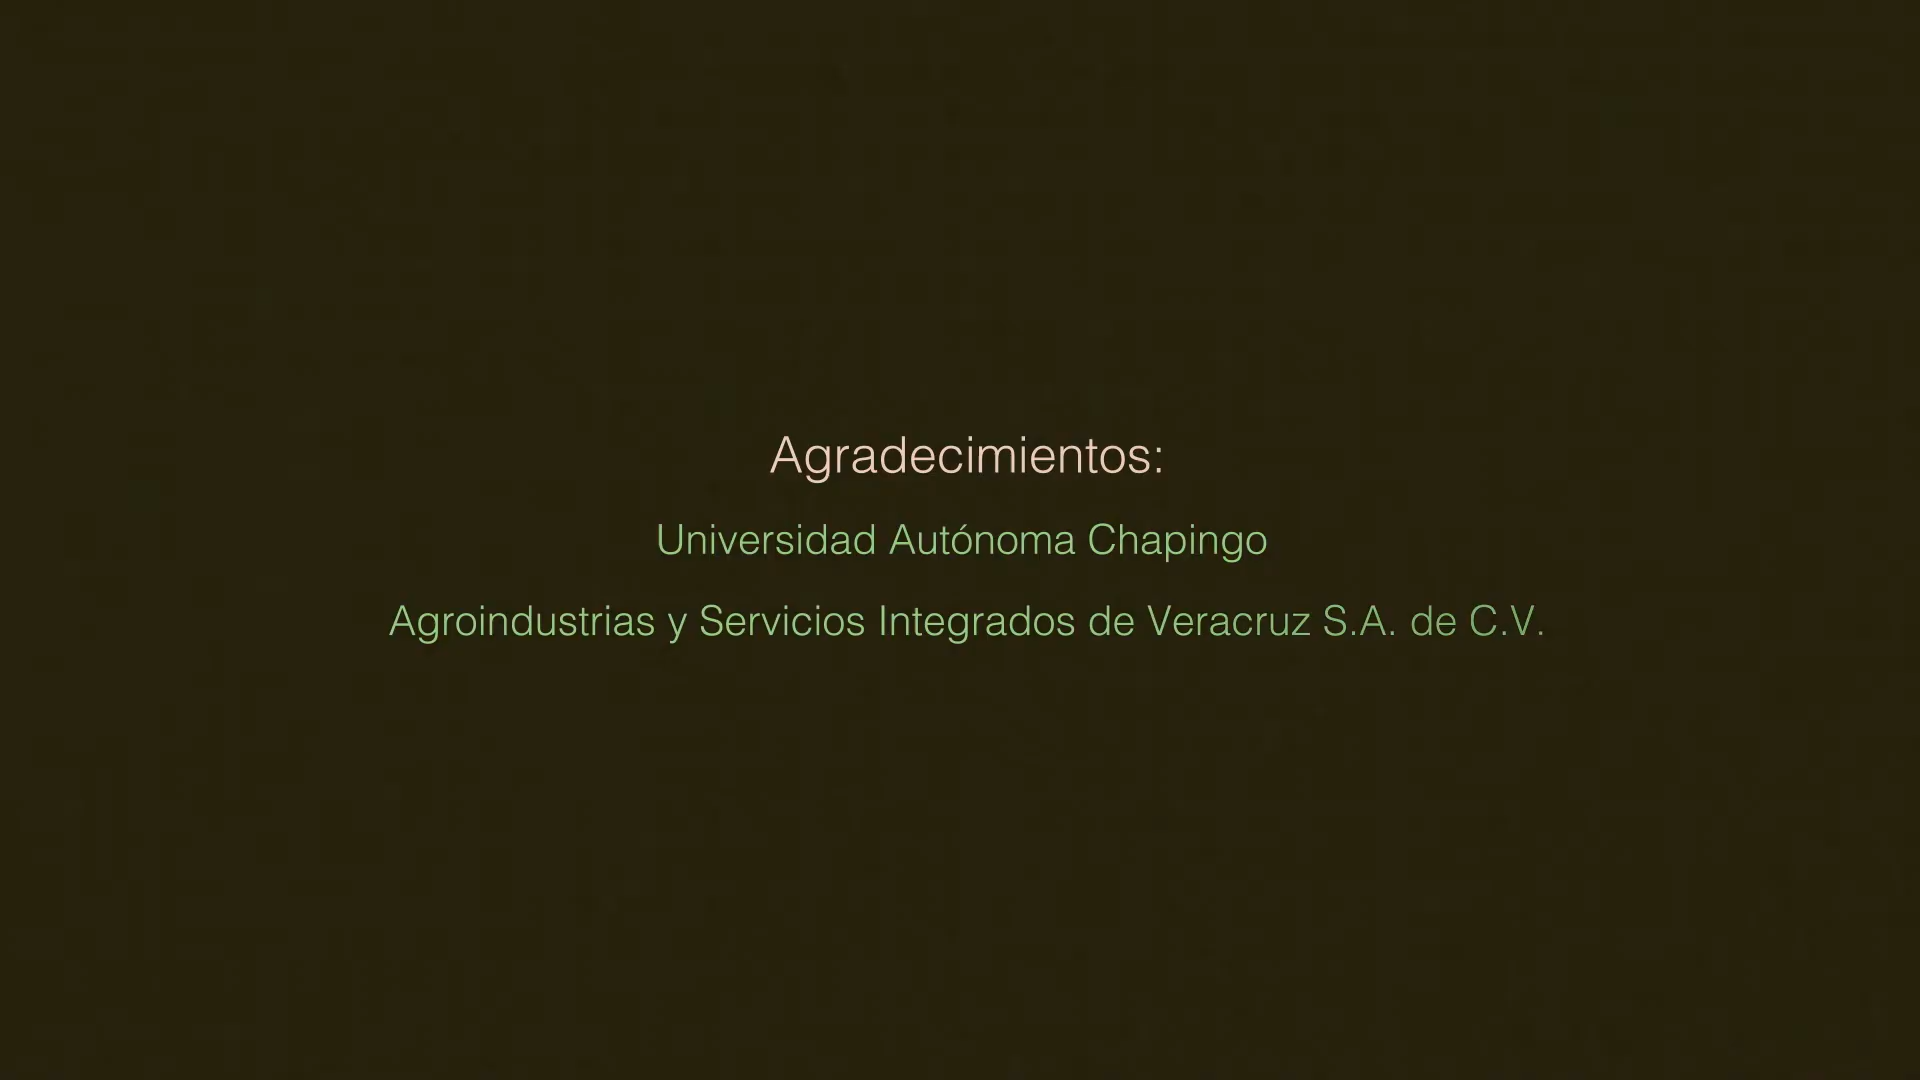 Agradecimientos:
Universidad Autónoma Chapingo
Agroindustrias y Servicios Integrados de Veracruz S.A. de C.V.